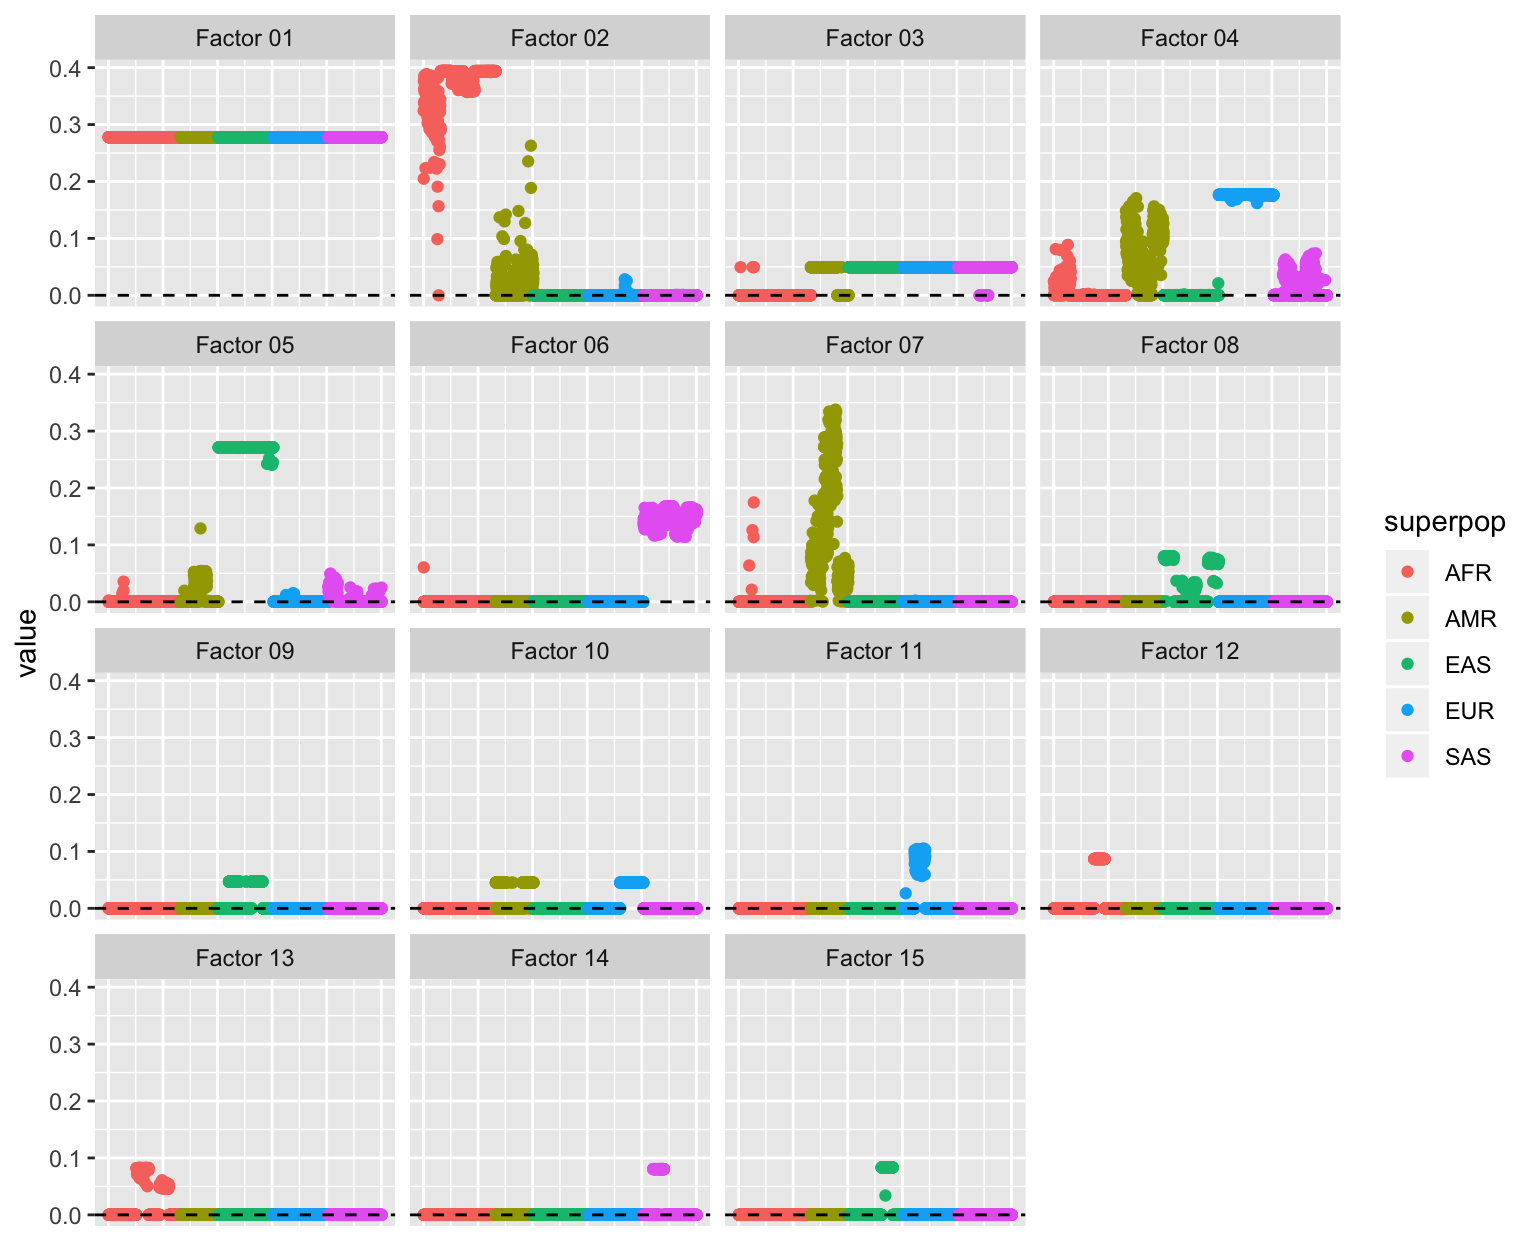 Factor 01
Factor 02
Factor 03
Factor 04
0.4
0.3
0.2
0.1
0.0
Factor 05
Factor 06
Factor 07
Factor 08
0.4
0.3
0.2
0.1
0.0
Factor 09
Factor 10
Factor 11
Factor 12
0.4
0.3
0.2
0.1
0.0
Factor 13
Factor 14
Factor 15
0.4
0.3
0.2
0.1
0.0
value
superpop
AFR
AMR
EAS
EUR
SAS